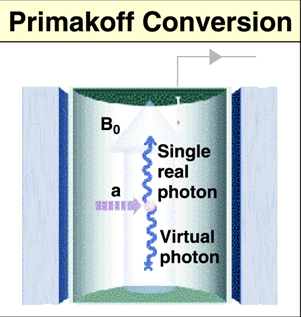 Primakoff Conversion
B₀
Single
real
photon
a
Virtual
photon